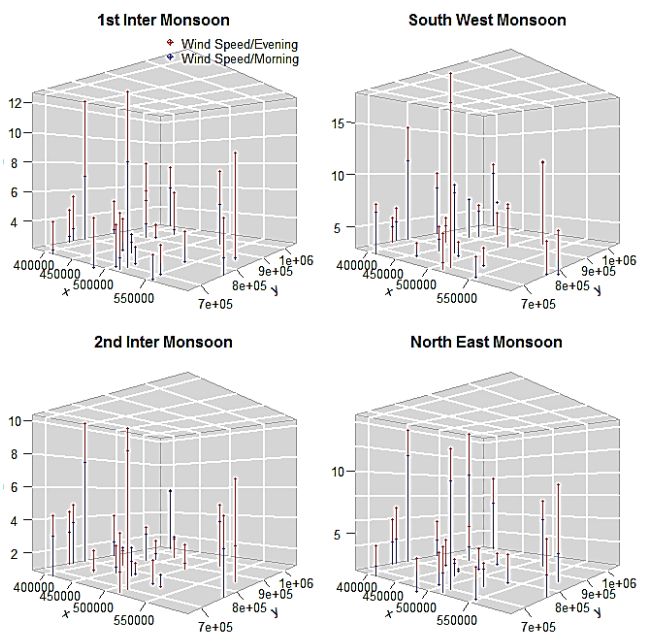 1st Inter Monsoon
Wind Speed/Evening
Wind Speed/Morning
12
10
8
6
4
400000
450000
500000
550000
x
7e+05
8e+05
9e+05
1e+06
y
South West Monsoon
15
10
5
400000
450000
500000
550000
x
7e+05
8e+05
9e+05
1e+06
y
2nd Inter Monsoon
10
8
6
4
2
400000
450000
500000
550000
x
7e+05
8e+05
9e+05
1e+06
y
North East Monsoon
10
5
400000
450000
500000
550000
x
7e+05
8e+05
9e+05
1e+06
y